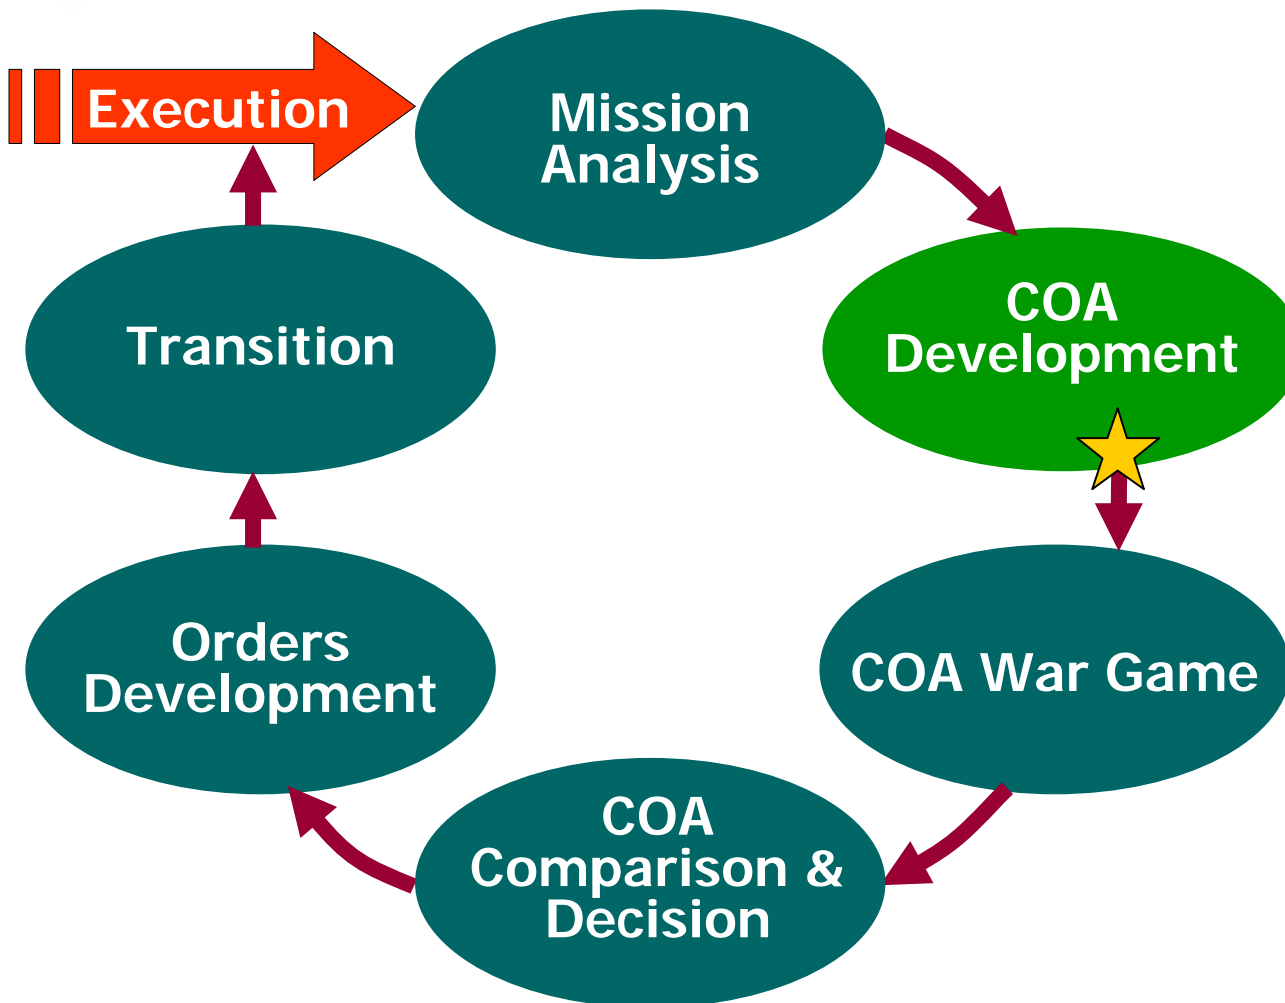 Execution
Mission
Analysis
COA
Development
COA War Game
COA
Comparison &
Decision
Orders
Development
Transition